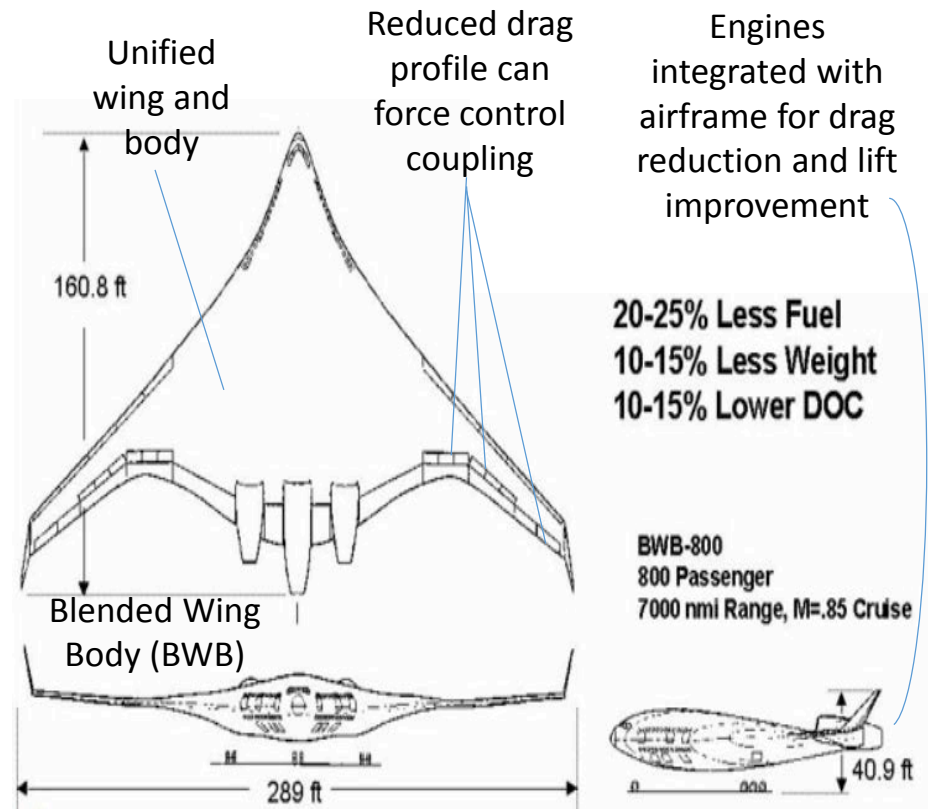 Unified
wing and
body
Reduced drag
profile can
force control
coupling
Engines
integrated with
airframe for drag
reduction and lift
improvement
160.8 ft
20-25% Less Fuel
10-15% Less Weight
10-15% Lower DOC
BWB-800
800 Passenger
7000 nmi Range, M=.85 Cruise
Blended Wing
Body (BWB)
289 ft
40.9 ft